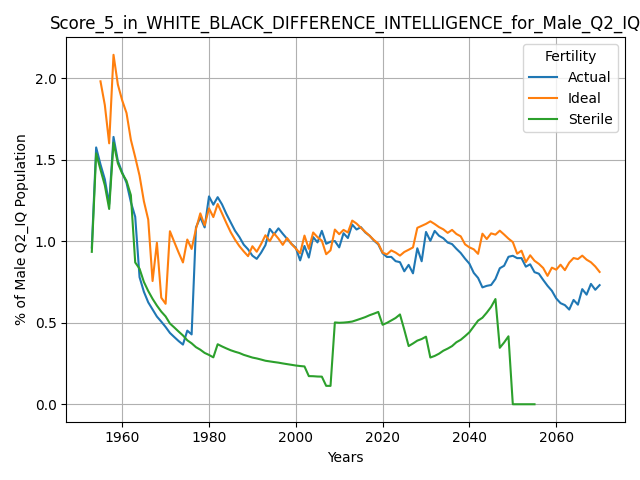 Score_5_in_WHITE_BLACK_DIFFERENCE_INTELLIGENCE_for_Male_Q2_IQ
Fertility
Actual
Ideal
Sterile
% of Male Q2_IQ Population
2.0
1.5
1.0
0.5
0.0
1960 1980 2000 2020 2040 2060
Years